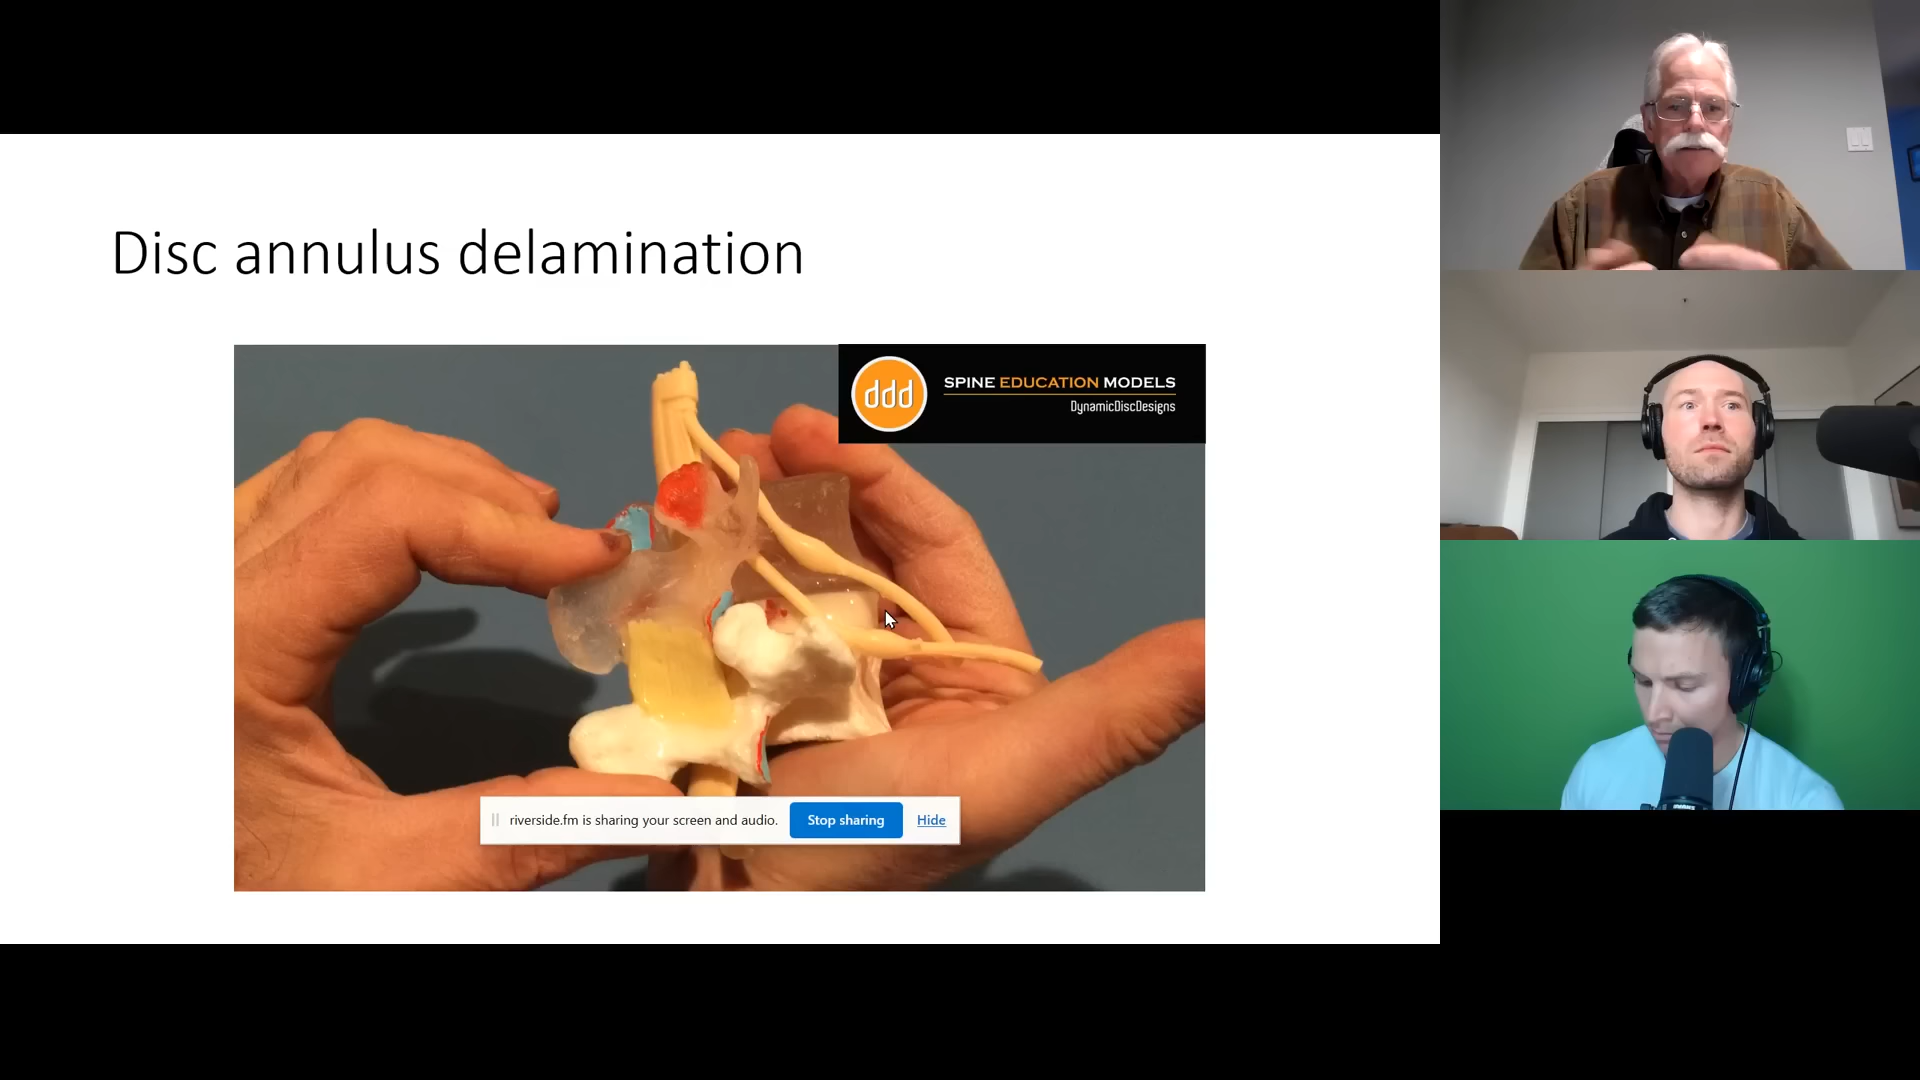 Disc annulus delamination
ddd
SPINE EDUCATION MODELS
DynamicDiscDesigns
riverside.fm is sharing your screen and audio.
Stop sharing
Hide